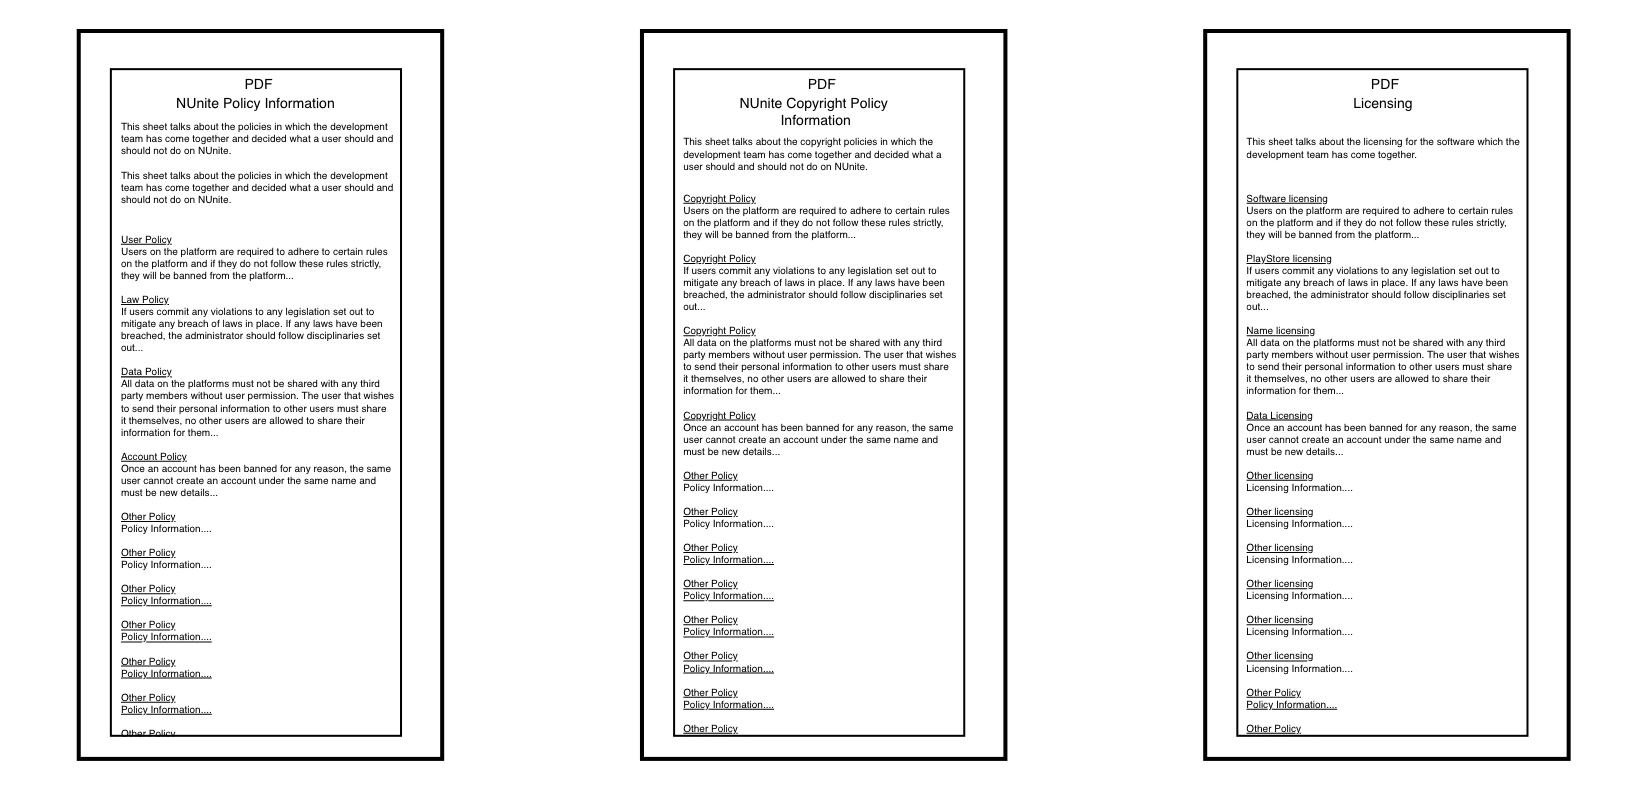 PDF
NUnite Policy Information
This sheet talks about the policies in which the development
team has come together and decided what a user should and
should not do on NUnite.
This sheet talks about the policies in which the development
team has come together and decided what a user should and
should not do on NUnite.
User Policy
Users on the platform are required to adhere to certain rules
on the platform and if they do not follow these rules strictly,
they will be banned from the platform...
Law Policy
If users commit any violations to any legislation set out to
mitigate any breach of laws in place. If any laws have been
breached, the administrator should follow disciplinaries set
out...
Data Policy
All data on the platforms must not be shared with any third
party members without user permission. The user that wishes
to send their personal information to other users must share
it themselves, no other users are allowed to share their
information for them...
Account Policy
Once an account has been banned for any reason, the same
user cannot create an account under the same name and
must be new details...
Other Policy
Policy Information....
Other Policy
Policy Information....
Other Policy
Policy Information....
Other Policy
Policy Information....
Other Policy
Policy Information....
Other Policy
Policy Information....
Other Policy
PDF
NUnite Copyright Policy
Information
This sheet talks about the copyright policies in which the
development team has come together and decided what a
user should and should not do on NUnite.
Copyright Policy
Users on the platform are required to adhere to certain rules
on the platform and if they do not follow these rules strictly,
they will be banned from the platform...
Copyright Policy
If users commit any violations to any legislation set out to
mitigate any breach of laws in place. If any laws have been
breached, the administrator should follow disciplinaries set
out...
Copyright Policy
All data on the platforms must not be shared with any third
party members without user permission. The user that wishes
to send their personal information to other users must share
it themselves, no other users are allowed to share their
information for them...
Copyright Policy
Once an account has been banned for any reason, the same
user cannot create an account under the same name and
must be new details...
Other Policy
Policy Information....
Other Policy
Policy Information....
Other Policy
Policy Information....
Other Policy
Policy Information....
Other Policy
Policy Information....
Other Policy
Policy Information....
Other Policy
Policy Information....
Other Policy
PDF
Licensing
This sheet talks about the licensing for the software which the
development team has come together.
Software licensing
Users on the platform are required to adhere to certain rules
on the platform and if they do not follow these rules strictly,
they will be banned from the platform...
PlayStore licensing
If users commit any violations to any legislation set out to
mitigate any breach of laws in place. If any laws have been
breached, the administrator should follow disciplinaries set
out...
Name licensing
All data on the platforms must not be shared with any third
party members without user permission. The user that wishes
to send their personal information to other users must share
it themselves, no other users are allowed to share their
information for them...
Data Licensing
Once an account has been banned for any reason, the same
user cannot create an account under the same name and
must be new details...
Other licensing
Licensing Information....
Other licensing
Licensing Information....
Other licensing
Licensing Information....
Other licensing
Licensing Information....
Other licensing
Licensing Information....
Other licensing
Licensing Information....
Other Policy
Policy Information....
Other Policy